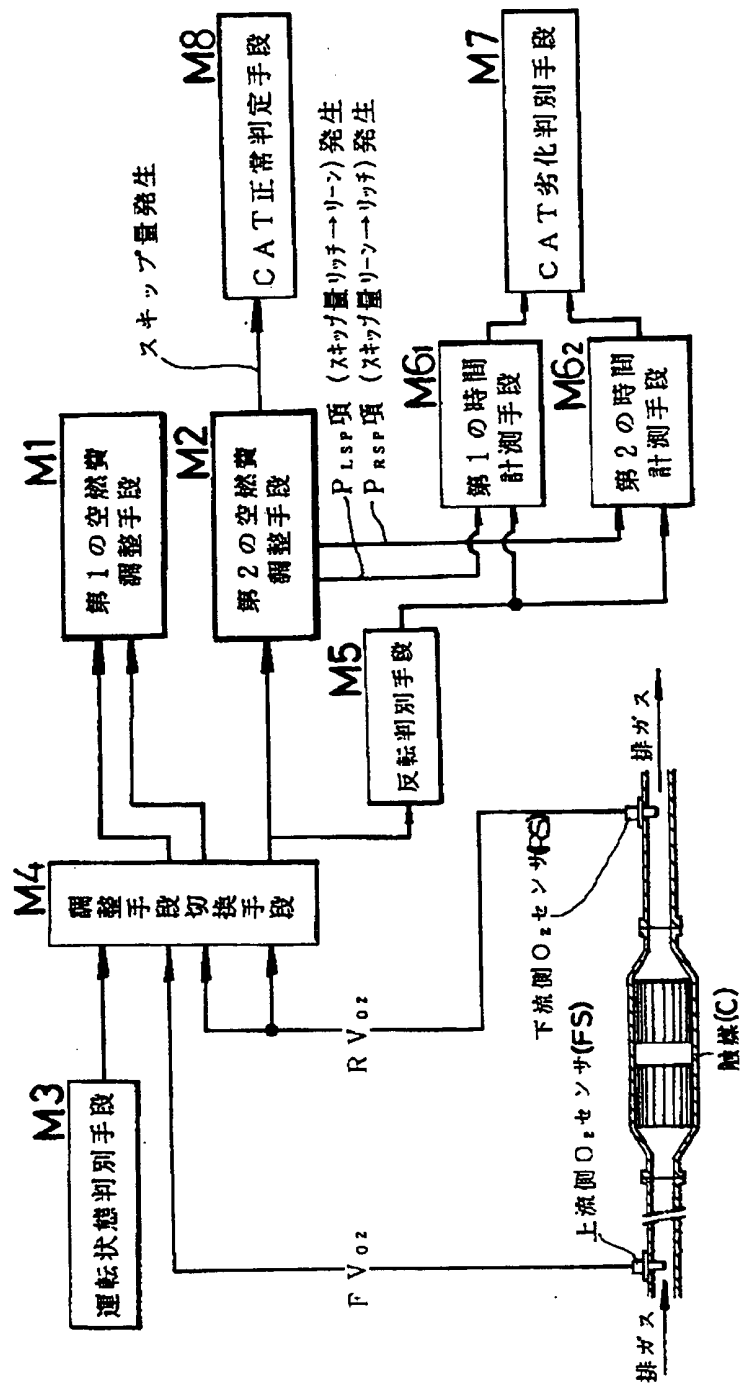 M3
運転状態判別手段
M4
調整手段切換手段
M1
第1の空燃費
調整手段
M2
第2の空燃費
調整手段
スキップ量発生
M8
CAT正常判定手段
PLSP項(スキップ量リッチ→リーン)発生
PRSP項(スキップ量リーン→リッチ)発生
M5
反転判別手段
M61
第1の時間
計測手段
M62
第2の時間
計測手段
M7
CAT劣化判別手段
FV02
RV02
排ガス
上流側O2センサ(FS)
触媒(C)
下流側O2センサ(RS)
排ガス